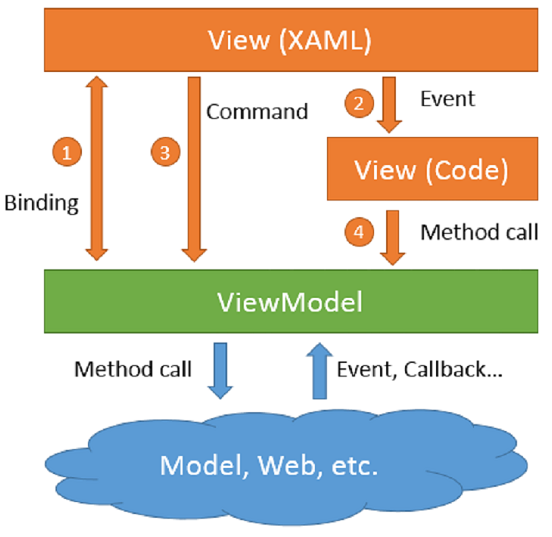 View (XAML)
2
Event
Command
1
3
View (Code)
Binding
4
Method call
ViewModel
Method call
Event, Callback...
Model, Web, etc.